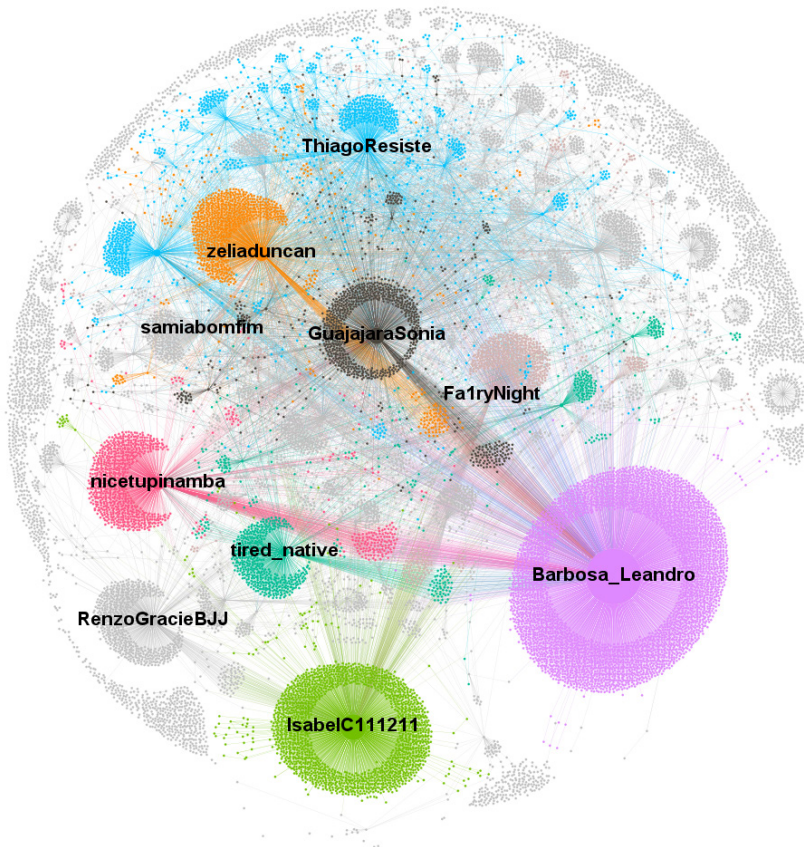 ThiagoResiste
zeliaduncan
samiabomfim
GuajajaraSonia
Fa1ryNight
nicetupinamba
tired_native
Barbosa_Leandro
RenzoGracieBJJ
IsabelC111211